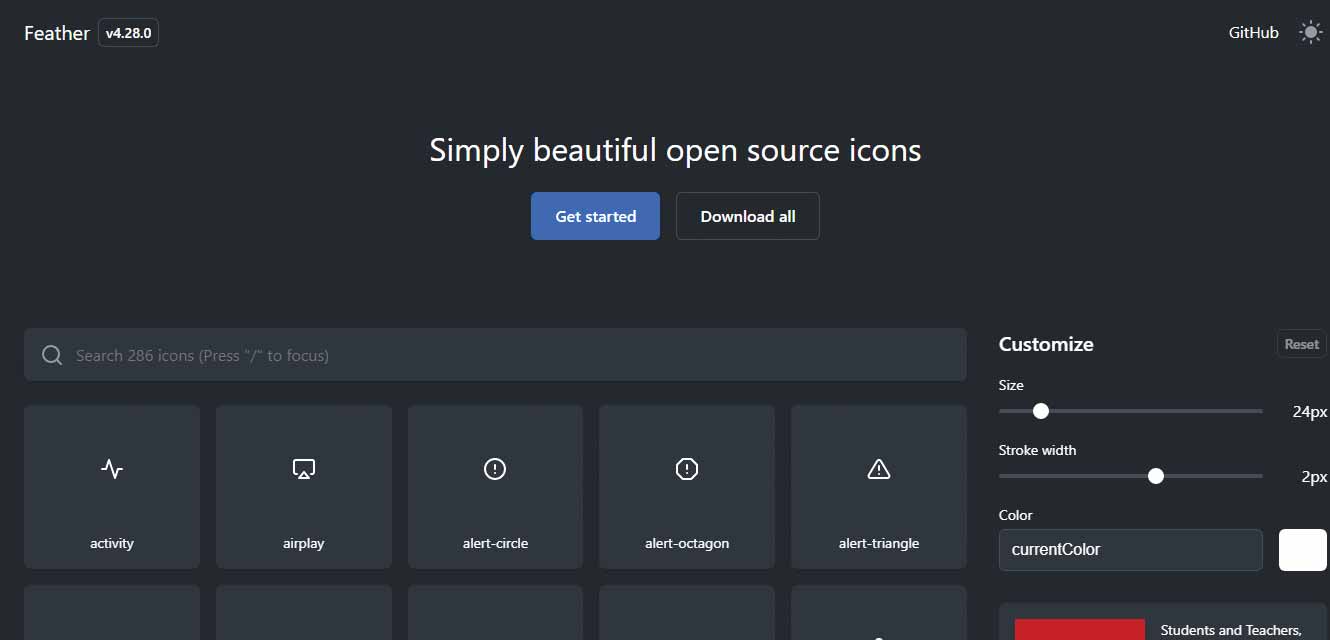 Feather v4.28.0
GitHub
Simply beautiful open source icons
Get started
Download all
Search 286 icons (Press "/" to focus)
Customize
Reset
Size
24px
Stroke width
2px
Color
currentColor
activity
airplay
alert-circle
alert-octagon
alert-triangle
Students and Teachers,